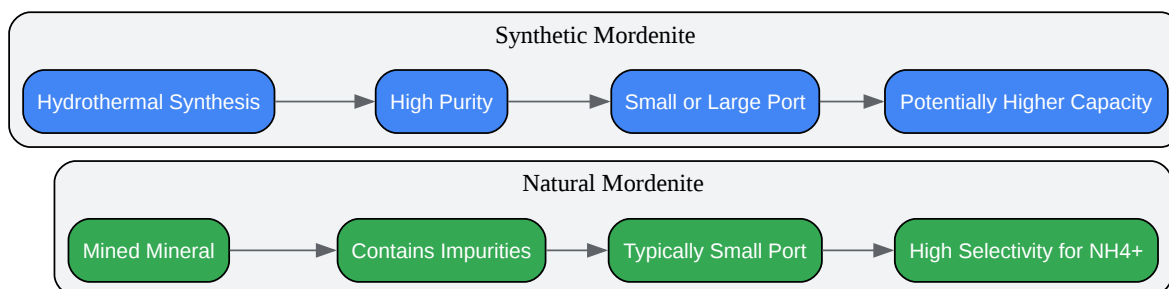 Synthetic Mordenite
Hydrothermal Synthesis
High Purity
Small or Large Port
Potentially Higher Capacity
Natural Mordenite
Mined Mineral
Contains Impurities
Typically Small Port
High Selectivity for NH4+